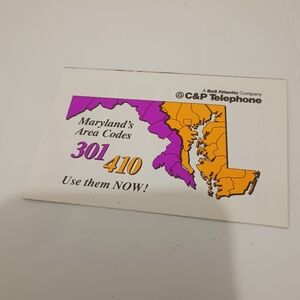 A Bell Atlantic Company
C&P Telephone
Maryland's
Area Codes
301
410
Use them NOW!